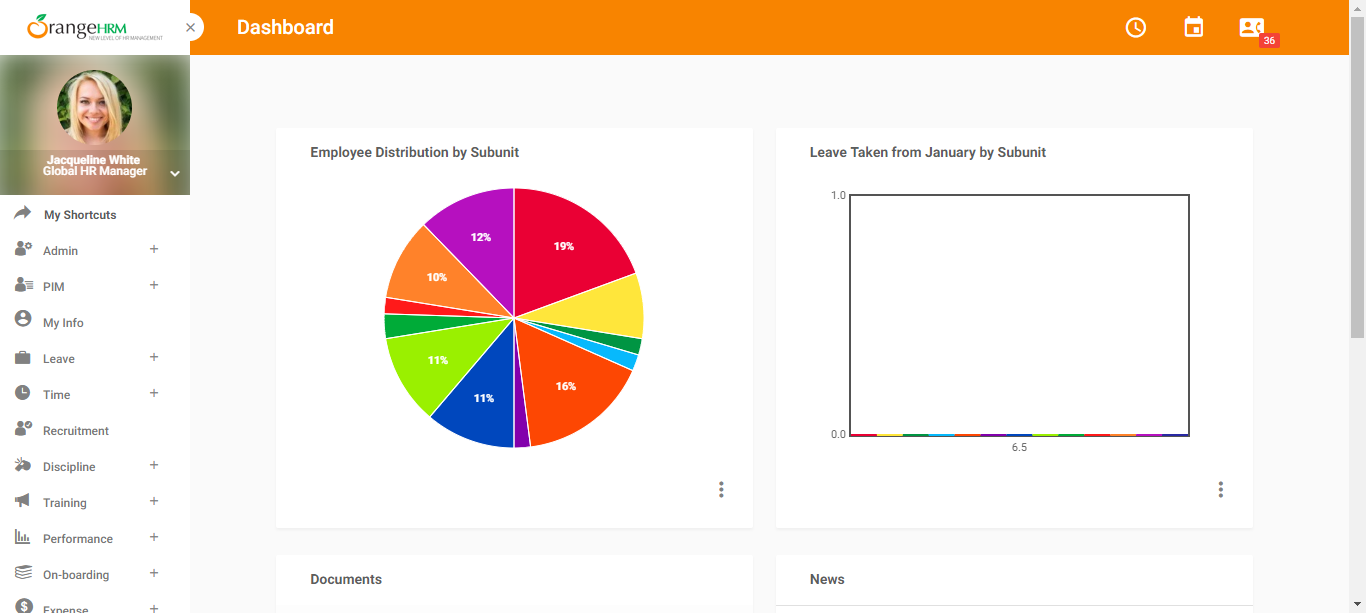 OrangeHRM
NEW LEVEL OF HR MANAGEMENT
Dashboard
36
Jacqueline White
Global HR Manager
My Shortcuts
Admin +
PIM +
My Info
Leave +
Time +
Recruitment
Discipline +
Training +
Performance +
On-boarding +
Expense +
Employee Distribution by Subunit
12%
19%
10%
11%
16%
11%
Leave Taken from January by Subunit
1.0
0.0
6.5
Documents
News